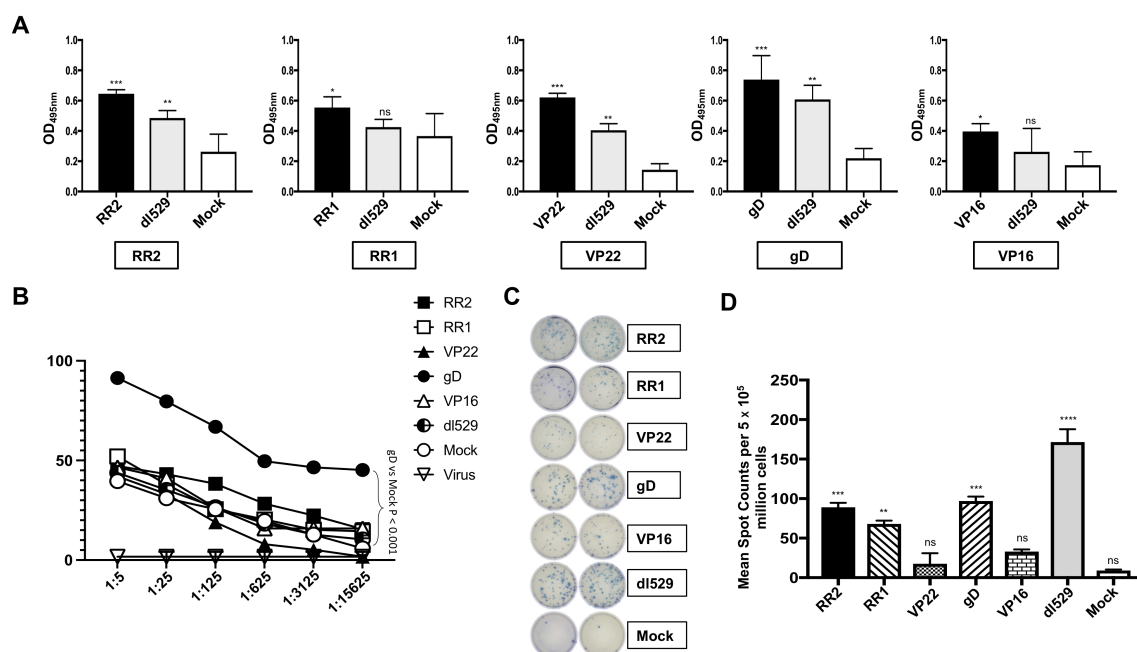 A
1.0
0.8
0.6
0.4
0.2
0.0
OD495nm
***
**
RR2
dl529
Mock
RR2
1.0
0.8
0.6
0.4
0.2
0.0
OD495nm
*
ns
RR1
dl529
Mock
RR1
1.0
0.8
0.6
0.4
0.2
0.0
OD495nm
***
**
VP22
dl529
Mock
VP22
1.0
0.8
0.6
0.4
0.2
0.0
OD495nm
***
**
gD
dl529
Mock
gD
1.0
0.8
0.6
0.4
0.2
0.0
OD495nm
*
ns
VP16
dl529
Mock
VP16
B
100
50
0
1:5
1:25
1:125
1:625
1:3125
1:15625
RR2
RR1
VP22
gD
VP16
dl529
Mock
Virus
gD vs Mock P < 0.001
C
RR2
RR1
VP22
gD
VP16
dl529
Mock
D
Mean Spot Counts per 5 x 10⁵
million cells
250
200
150
100
50
0
***
**
ns
***
ns
****
ns
RR2
RR1
VP22
gD
VP16
dl529
Mock